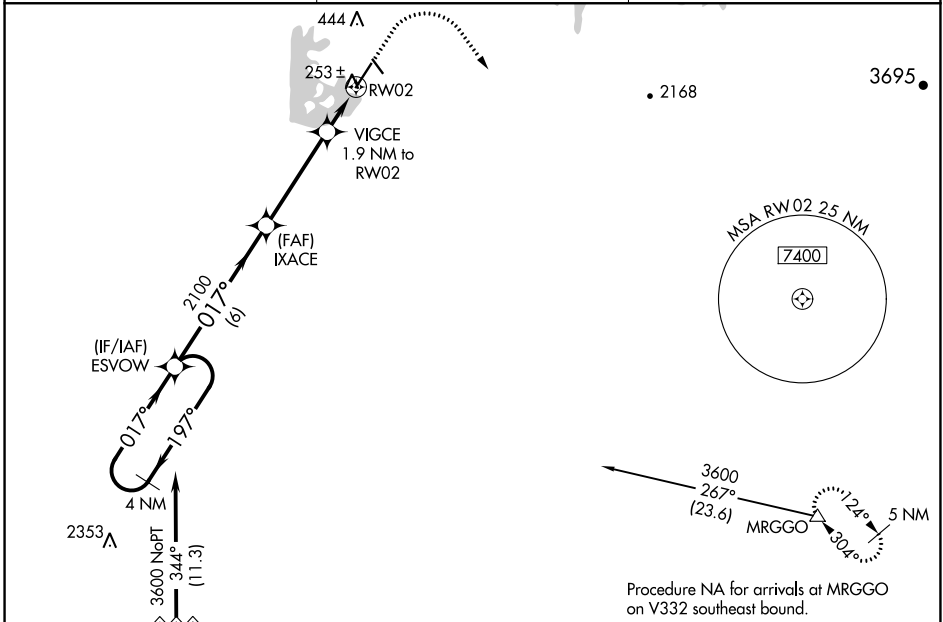 444
253 ±
RW02
2168
3695
VIGCE
1.9 NM to
RW02
(FAF)
IXACE
MSA RW 02 25 NM
7400
2100
017°
(6)
(IF/IAF)
ESVOW
017°
197°
4 NM
2353
3600 NoPT
344°
(11.3)
3600
267°
(23.6)
MRGGO
124°
304°
5 NM
Procedure NA for arrivals at MRGGO
on V332 southeast bound.